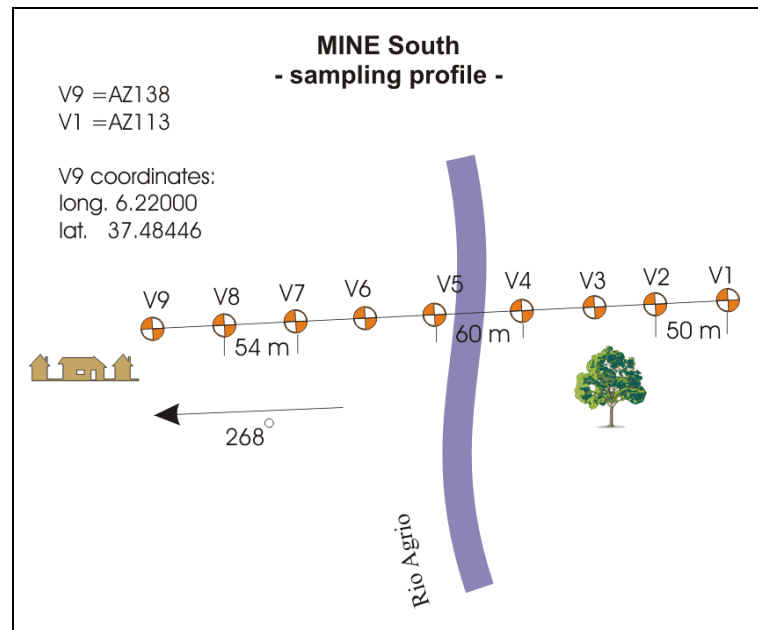 MINE South
- sampling profile -
V9 =AZ138
V1 =AZ113
V9 coordinates:
long. 6.22000
lat. 37.48446
V9 V8 V7 V6 V5 V4 V3 V2 V1
54 m 60 m 50 m
268°
Rio Agrio